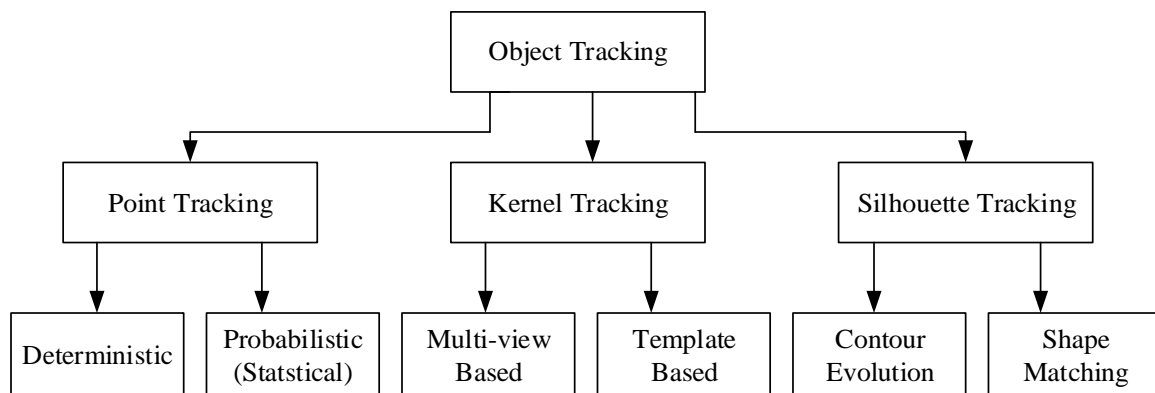 Object Tracking
Point Tracking
Kernel Tracking
Silhouette Tracking
Deterministic
Probabilistic
(Statstical)
Multi-view
Based
Template
Based
Contour
Evolution
Shape
Matching